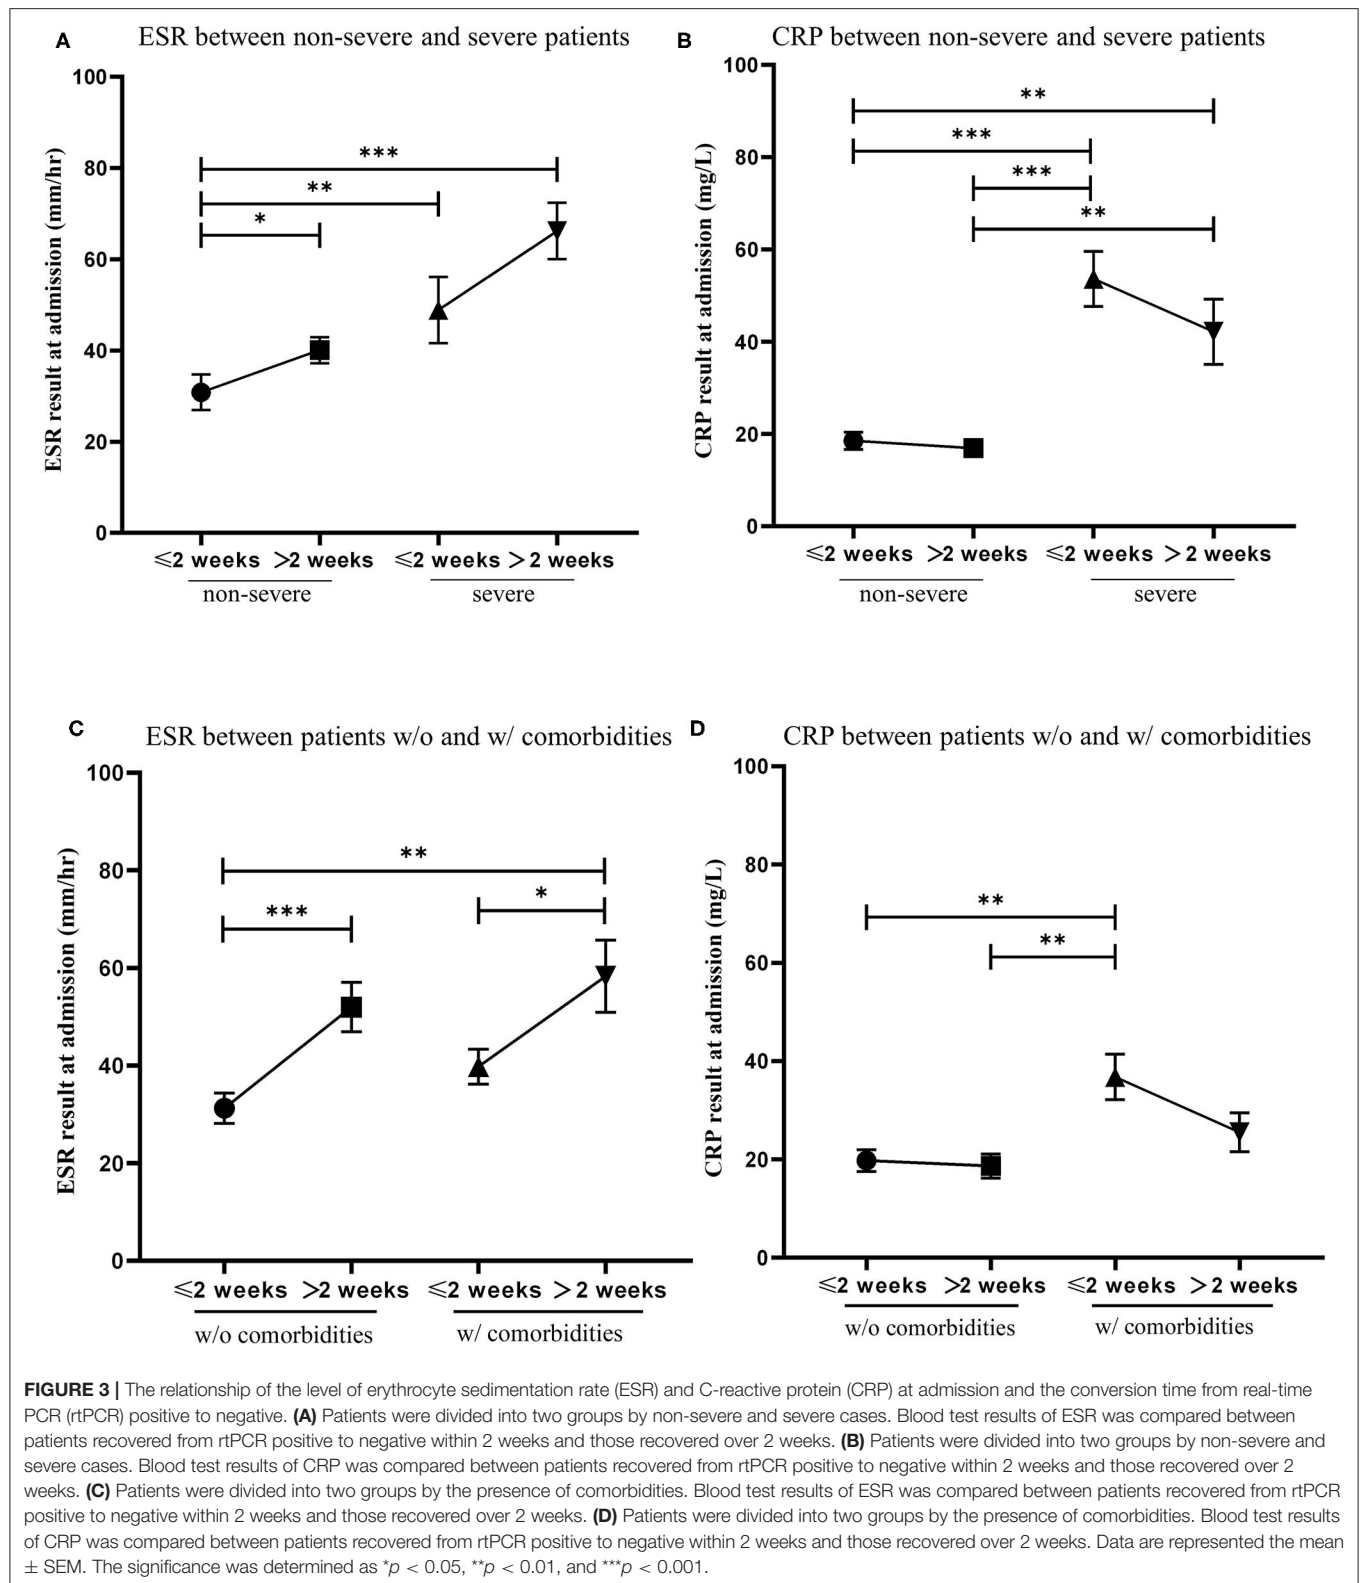 A ESR between non-severe and severe patients
ESR result at admission (mm/hr)
100
80
60
40
20
0
***
**
*
⩽2 weeks >2 weeks ⩽2 weeks >2 weeks
non-severe severe
B CRP between non-severe and severe patients
CRP result at admission (mg/L)
100
80
60
40
20
0
**
***
***
**
⩽2 weeks >2 weeks ⩽2 weeks >2 weeks
non-severe severe
C ESR between patients w/o and w/ comorbidities
ESR result at admission (mm/hr)
100
80
60
40
20
0
**
*
***
⩽2 weeks >2 weeks ⩽2 weeks >2 weeks
w/o comorbidities w/ comorbidities
D CRP between patients w/o and w/ comorbidities
CRP result at admission (mg/L)
100
80
60
40
20
0
**
**
⩽2 weeks >2 weeks ⩽2 weeks >2 weeks
w/o comorbidities w/ comorbidities
FIGURE 3 | The relationship of the level of erythrocyte sedimentation rate (ESR) and C-reactive protein (CRP) at admission and the conversion time from real-time
PCR (rtPCR) positive to negative. (A) Patients were divided into two groups by non-severe and severe cases. Blood test results of ESR was compared between
patients recovered from rtPCR positive to negative within 2 weeks and those recovered over 2 weeks. (B) Patients were divided into two groups by non-severe and
severe cases. Blood test results of CRP was compared between patients recovered from rtPCR positive to negative within 2 weeks and those recovered over 2
weeks. (C) Patients were divided into two groups by the presence of comorbidities. Blood test results of ESR was compared between patients recovered from rtPCR
positive to negative within 2 weeks and those recovered over 2 weeks. (D) Patients were divided into two groups by the presence of comorbidities. Blood test results
of CRP was compared between patients recovered from rtPCR positive to negative within 2 weeks and those recovered over 2 weeks. Data are represented the mean
± SEM. The significance was determined as *p < 0.05, **p < 0.01, and ***p < 0.001.